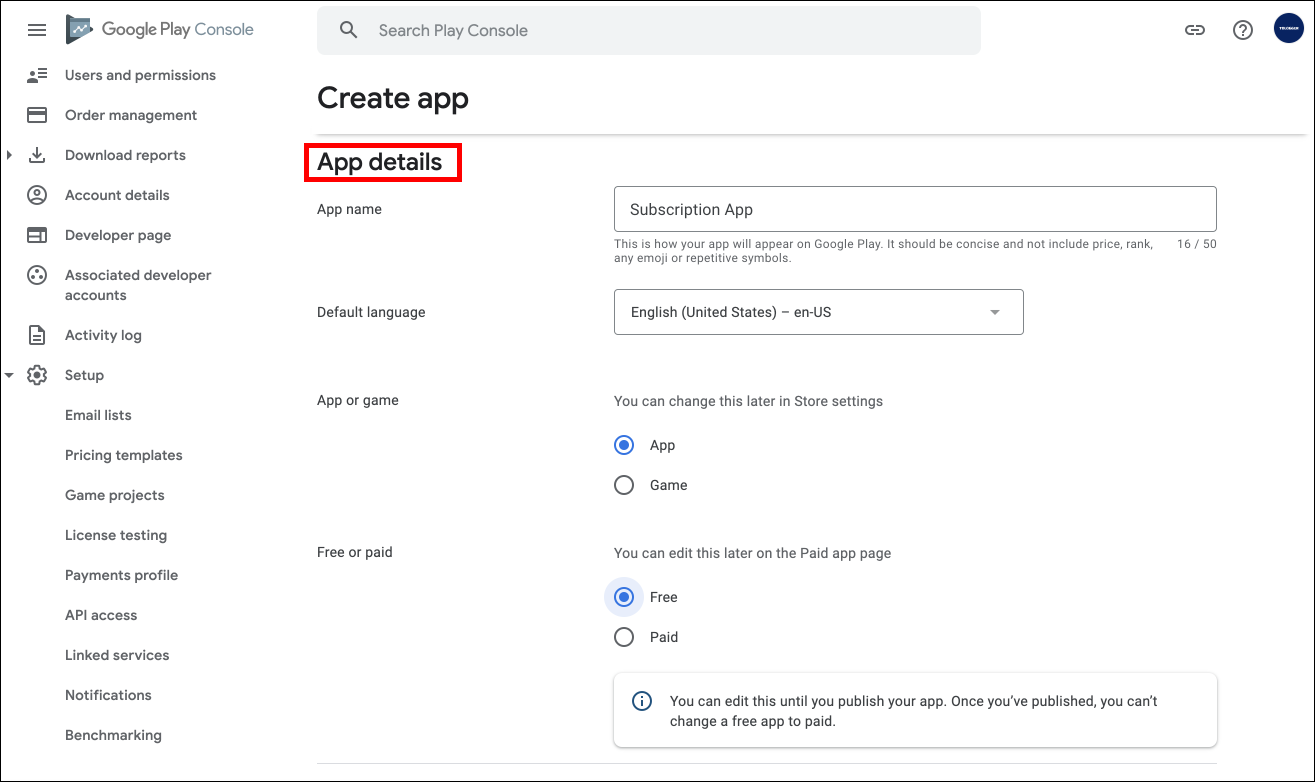 Google Play Console
Search Play Console
Users and permissions
Order management
Download reports
Account details
Developer page
Associated developer
accounts
Activity log
Setup
Email lists
Pricing templates
Game projects
License testing
Payments profile
API access
Linked services
Notifications
Benchmarking
Create app
App details
App name
Subscription App
This is how your app will appear on Google Play. It should be concise and not include price, rank,
any emoji or repetitive symbols.
16 / 50
Default language
English (United States) – en-US
App or game
You can change this later in Store settings
App
Game
Free or paid
You can edit this later on the Paid app page
Free
Paid
You can edit this until you publish your app. Once you’ve published, you can’t
change a free app to paid.